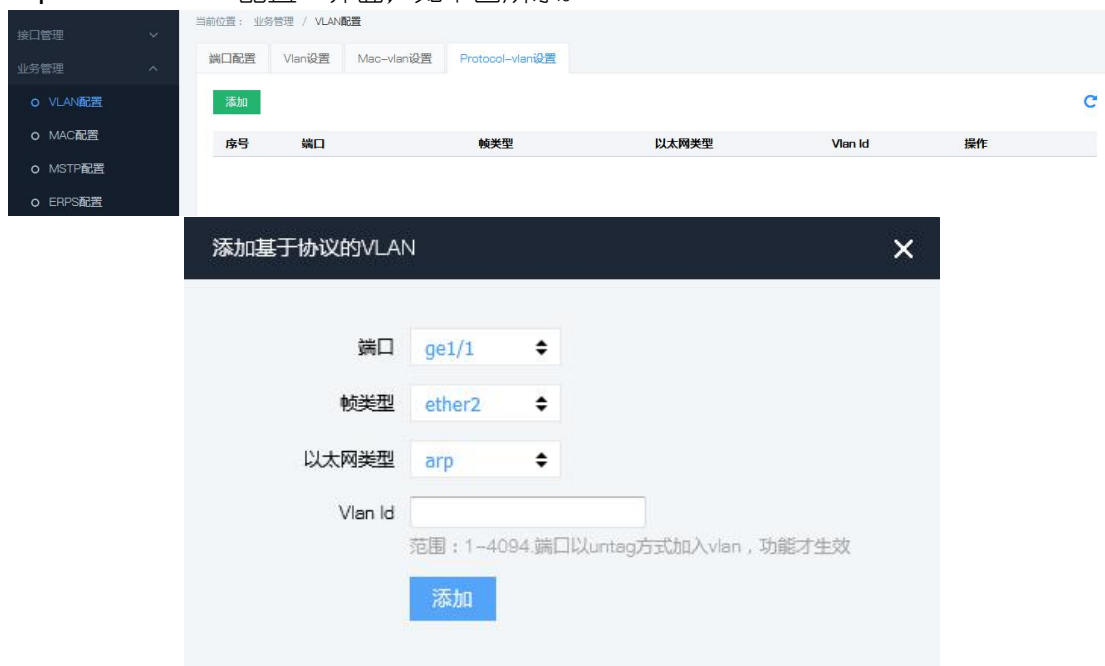 配置
当前位置： 业务管理 / VLAN配置
接口管理
业务管理
VLAN配置
MAC配置
MSTP配置
ERPS配置
端口配置 Vlan设置 Mac-vlan设置 Protocol-vlan设置
添加
序号 端口 帧类型 以太网类型 Vlan Id 操作
添加基于协议的VLAN
端口 ge1/1
帧类型 ether2
以太网类型 arp
Vlan Id
范围：1-4094.端口以untag方式加入vlan，功能才生效
添加